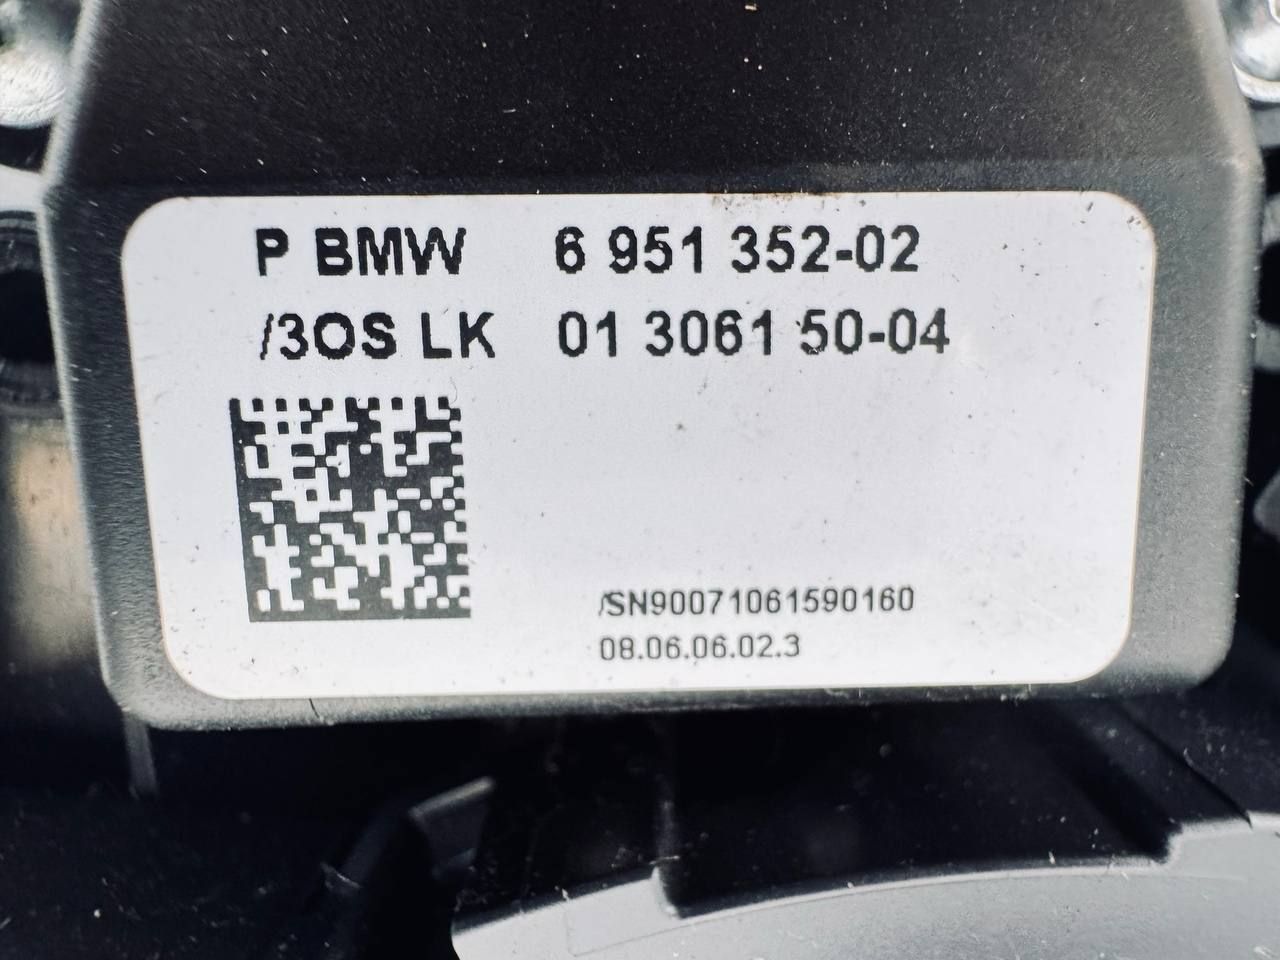 P BMW 6 951 352-02
/3OS LK 01 3061 50-04
/SN90071061590160
08.06.06.02.3